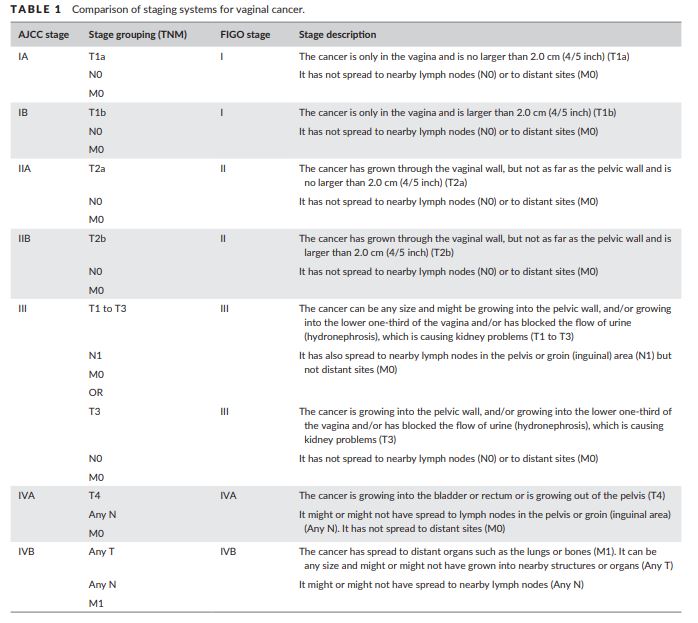 TABLE 1 Comparison of staging systems for vaginal cancer.
AJCC stage Stage grouping (TNM) FIGO stage Stage description
IA T1a I The cancer is only in the vagina and is no larger than 2.0 cm (4/5 inch) (T1a)
N0 It has not spread to nearby lymph nodes (N0) or to distant sites (M0)
M0
IB T1b I The cancer is only in the vagina and is larger than 2.0 cm (4/5 inch) (T1b)
N0 It has not spread to nearby lymph nodes (N0) or to distant sites (M0)
M0
IIA T2a II The cancer has grown through the vaginal wall, but not as far as the pelvic wall and is
no larger than 2.0 cm (4/5 inch) (T2a)
N0 It has not spread to nearby lymph nodes (N0) or to distant sites (M0)
M0
IIB T2b II The cancer has grown through the vaginal wall, but not as far as the pelvic wall and is
larger than 2.0 cm (4/5 inch) (T2b)
N0 It has not spread to nearby lymph nodes (N0) or to distant sites (M0)
M0
III T1 to T3 III The cancer can be any size and might be growing into the pelvic wall, and/or growing
into the lower one-third of the vagina and/or has blocked the flow of urine
(hydronephrosis), which is causing kidney problems (T1 to T3)
N1 It has also spread to nearby lymph nodes in the pelvis or groin (inguinal) area (N1) but
M0 not distant sites (M0)
OR
T3 III The cancer is growing into the pelvic wall, and/or growing into the lower one-third of
the vagina and/or has blocked the flow of urine (hydronephrosis), which is causing
kidney problems (T3)
N0 It has not spread to nearby lymph nodes (N0) or to distant sites (M0)
M0
IVA T4 IVA The cancer is growing into the bladder or rectum or is growing out of the pelvis (T4)
Any N It might or might not have spread to lymph nodes in the pelvis or groin (inguinal area)
M0 (Any N). It has not spread to distant sites (M0)
IVB Any T IVB The cancer has spread to distant organs such as the lungs or bones (M1). It can be
any size and might or might not have grown into nearby structures or organs (Any T)
Any N It might or might not have spread to nearby lymph nodes (Any N)
M1